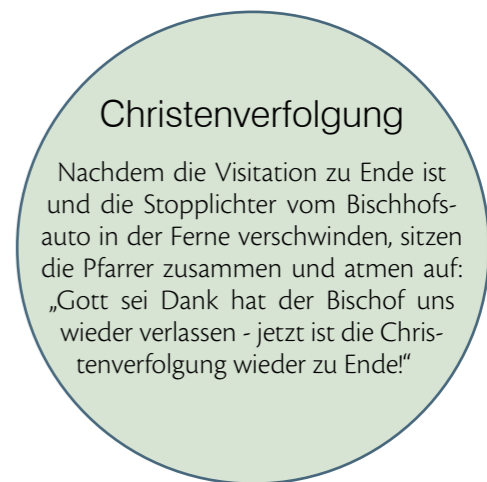 Christenverfolgung
Nachdem die Visitation zu Ende ist
und die Stopplichter vom Bischhofs-
auto in der Ferne verschwinden, sitzen
die Pfarrer zusammen und atmen auf:
„Gott sei Dank hat der Bischof uns
wieder verlassen - jetzt ist die Chris-
tenverfolgung wieder zu Ende!“